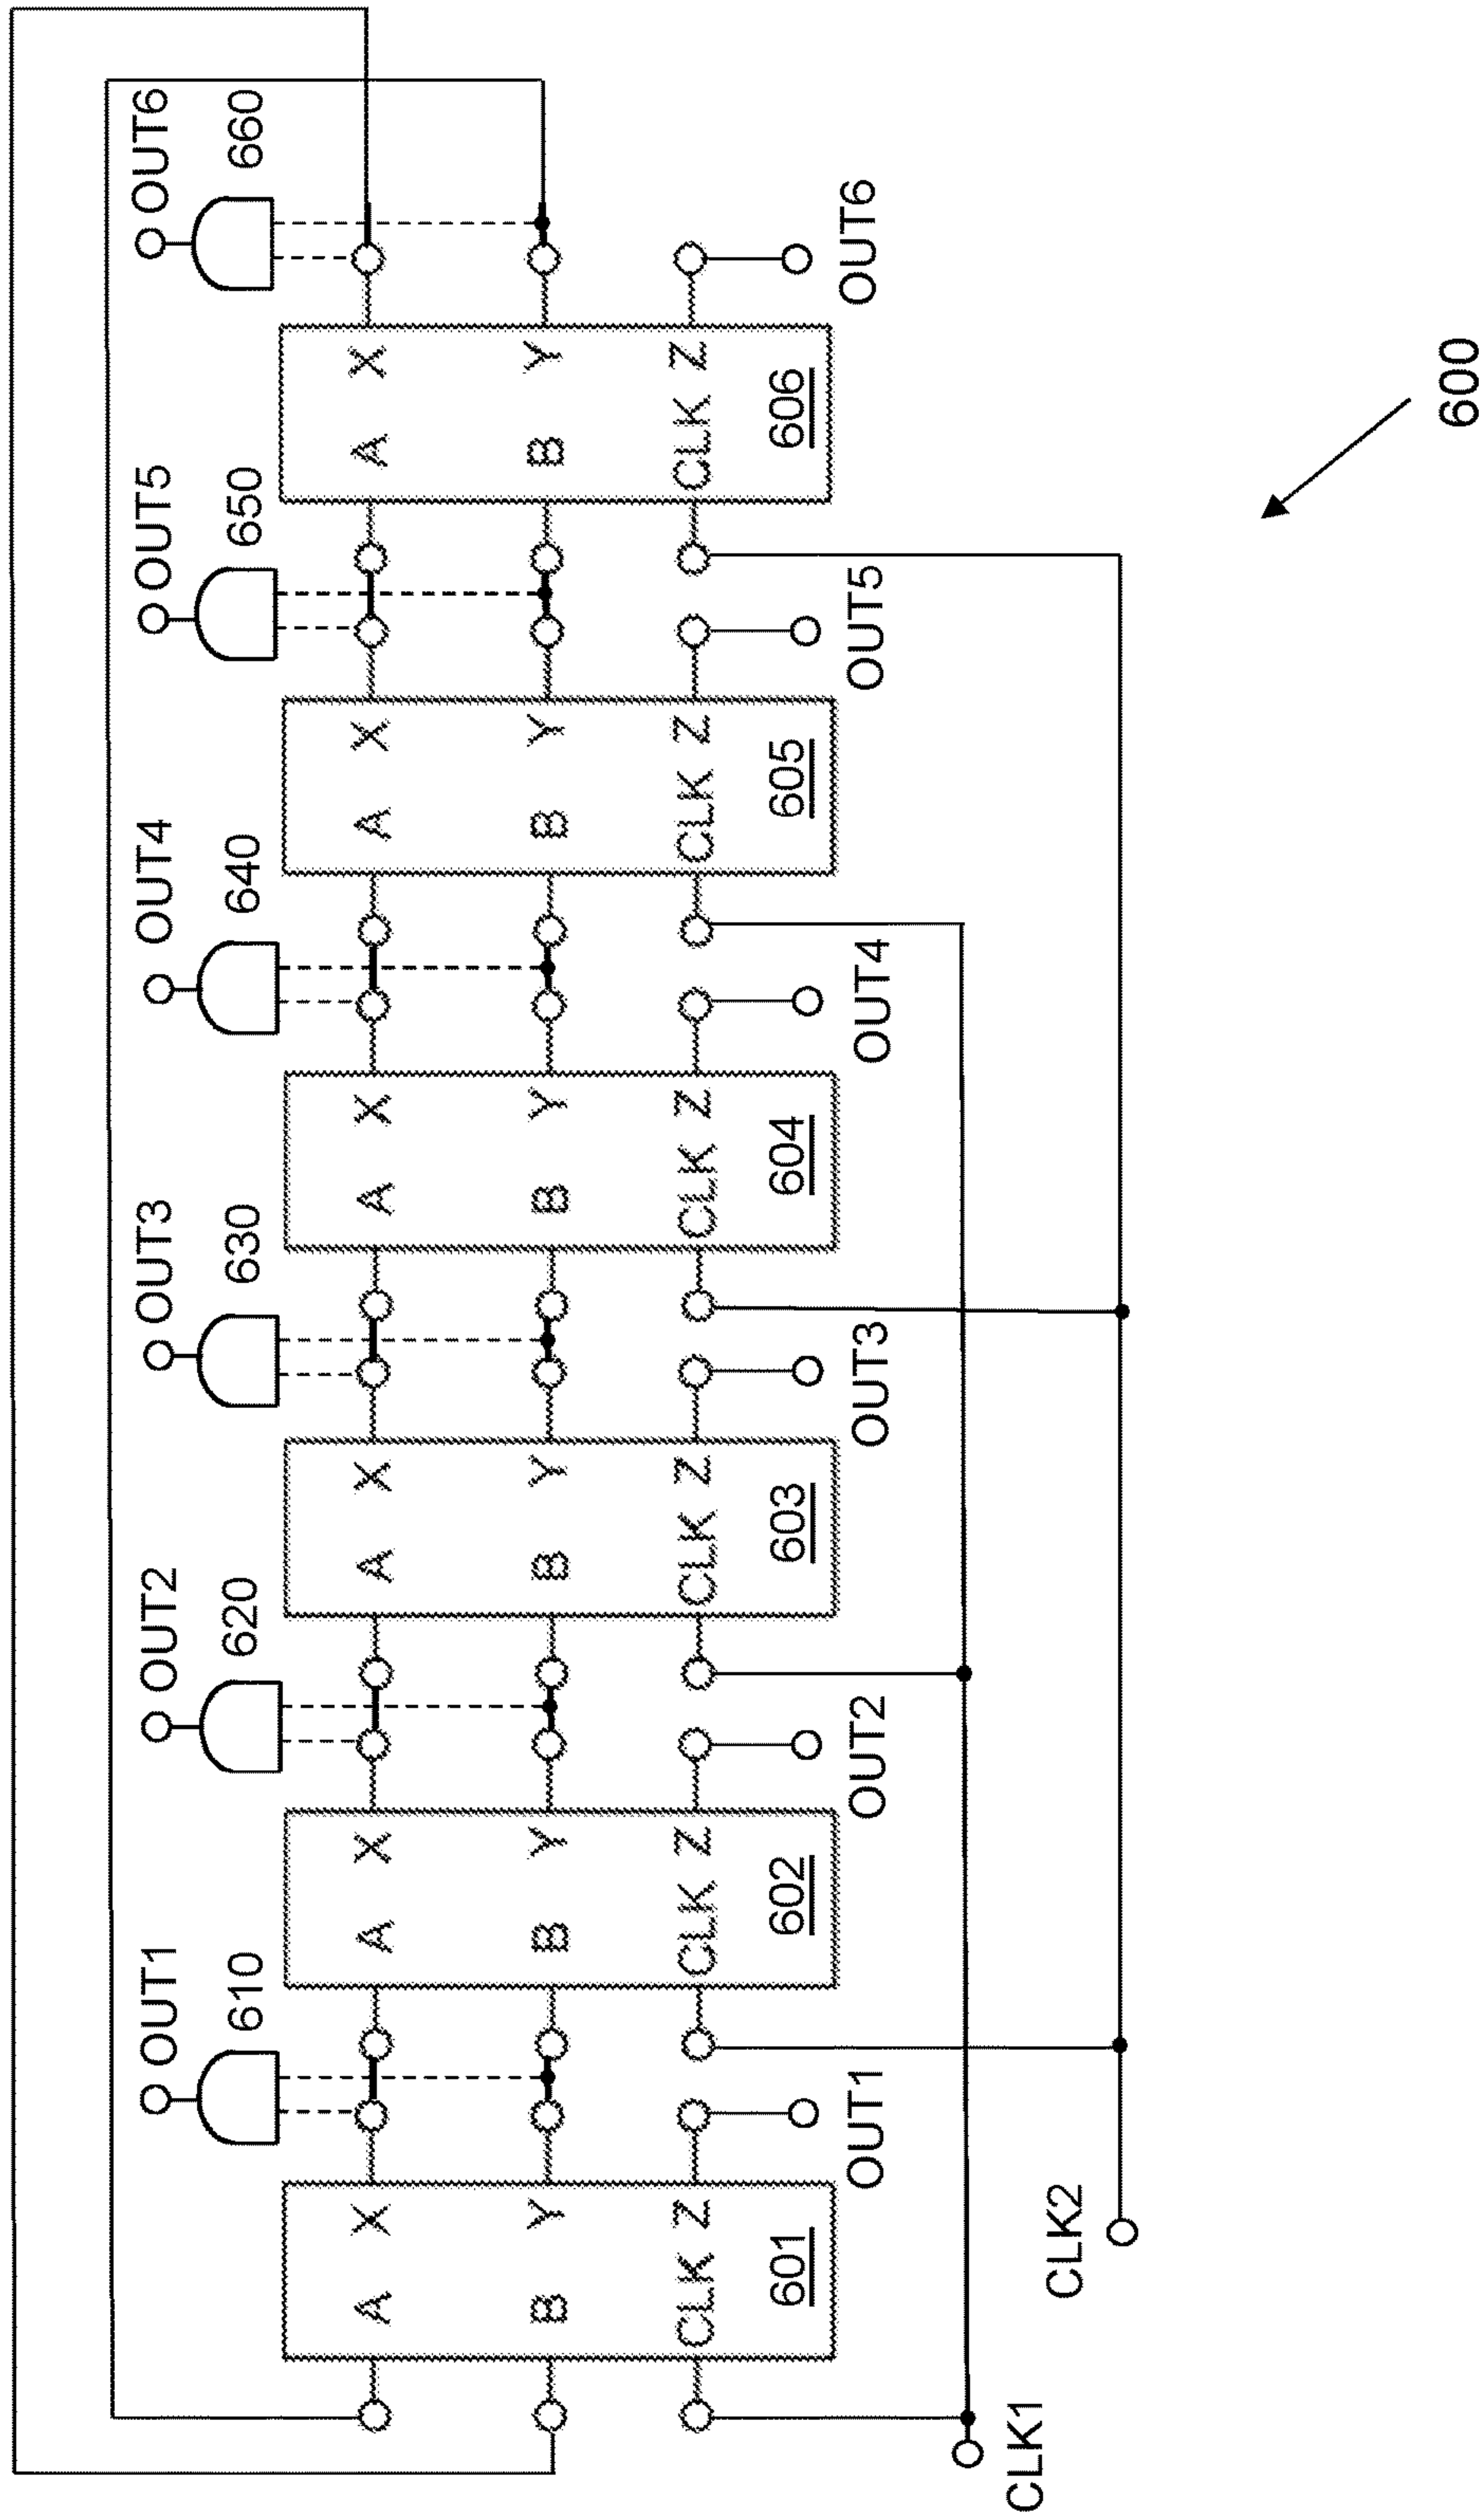 OUT1 OUT2 OUT3 OUT4 OUT5 OUT6
610 620 630 640 650 660
A X A X A X A X A X A X
B Y B Y B Y B Y B Y B Y
CLK Z CLK Z CLK Z CLK Z CLK Z CLK Z
601 602 603 604 605 606
OUT1 OUT2 OUT3 OUT4 OUT5 OUT6
CLK1
CLK2
600